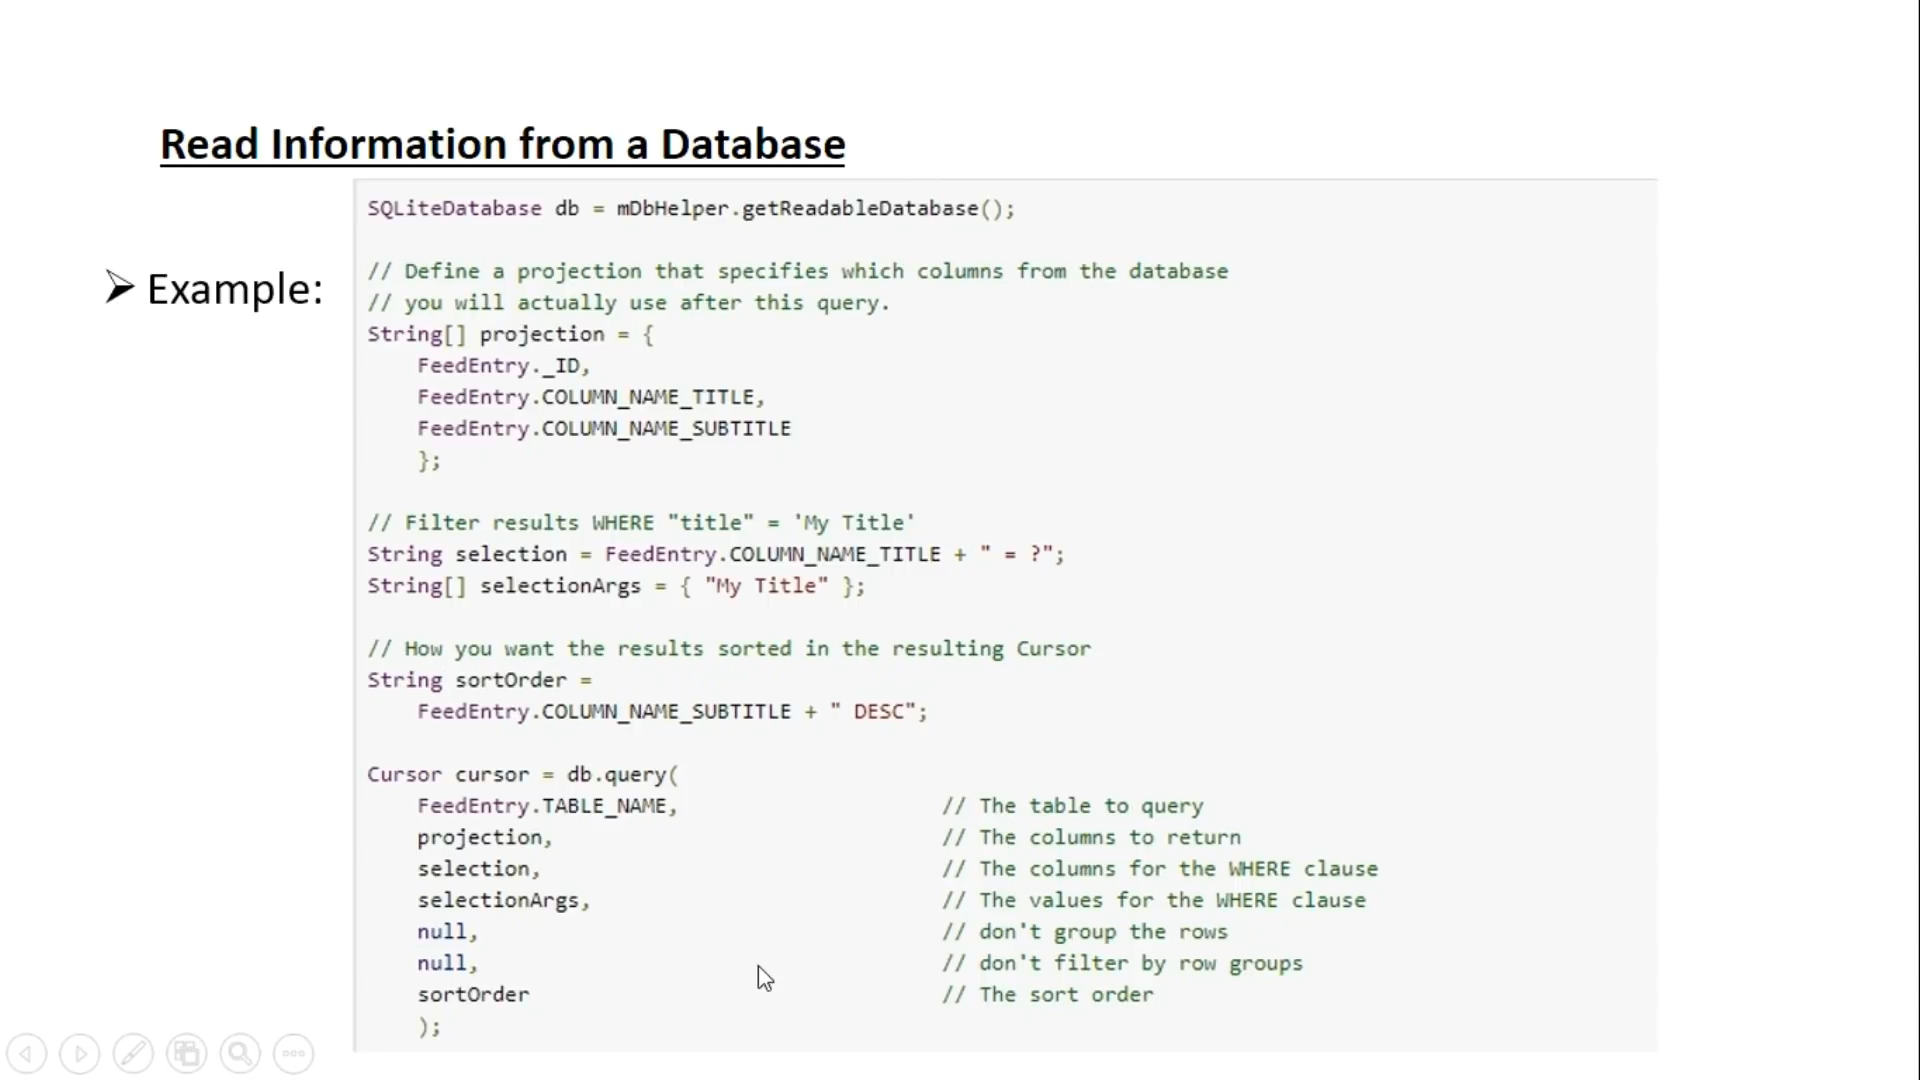 Read Information from a Database
➢ Example:
SQLiteDatabase db = mDbHelper.getReadableDatabase();
// Define a projection that specifies which columns from the database
// you will actually use after this query.
String[] projection = {
    FeedEntry._ID,
    FeedEntry.COLUMN_NAME_TITLE,
    FeedEntry.COLUMN_NAME_SUBTITLE
    };
// Filter results WHERE "title" = 'My Title'
String selection = FeedEntry.COLUMN_NAME_TITLE + " = ?";
String[] selectionArgs = { "My Title" };
// How you want the results sorted in the resulting Cursor
String sortOrder =
    FeedEntry.COLUMN_NAME_SUBTITLE + " DESC";
Cursor cursor = db.query(
    FeedEntry.TABLE_NAME,                     // The table to query
    projection,                               // The columns to return
    selection,                                // The columns for the WHERE clause
    selectionArgs,                            // The values for the WHERE clause
    null,                                     // don't group the rows
    null,                                     // don't filter by row groups
    sortOrder                                 // The sort order
    );